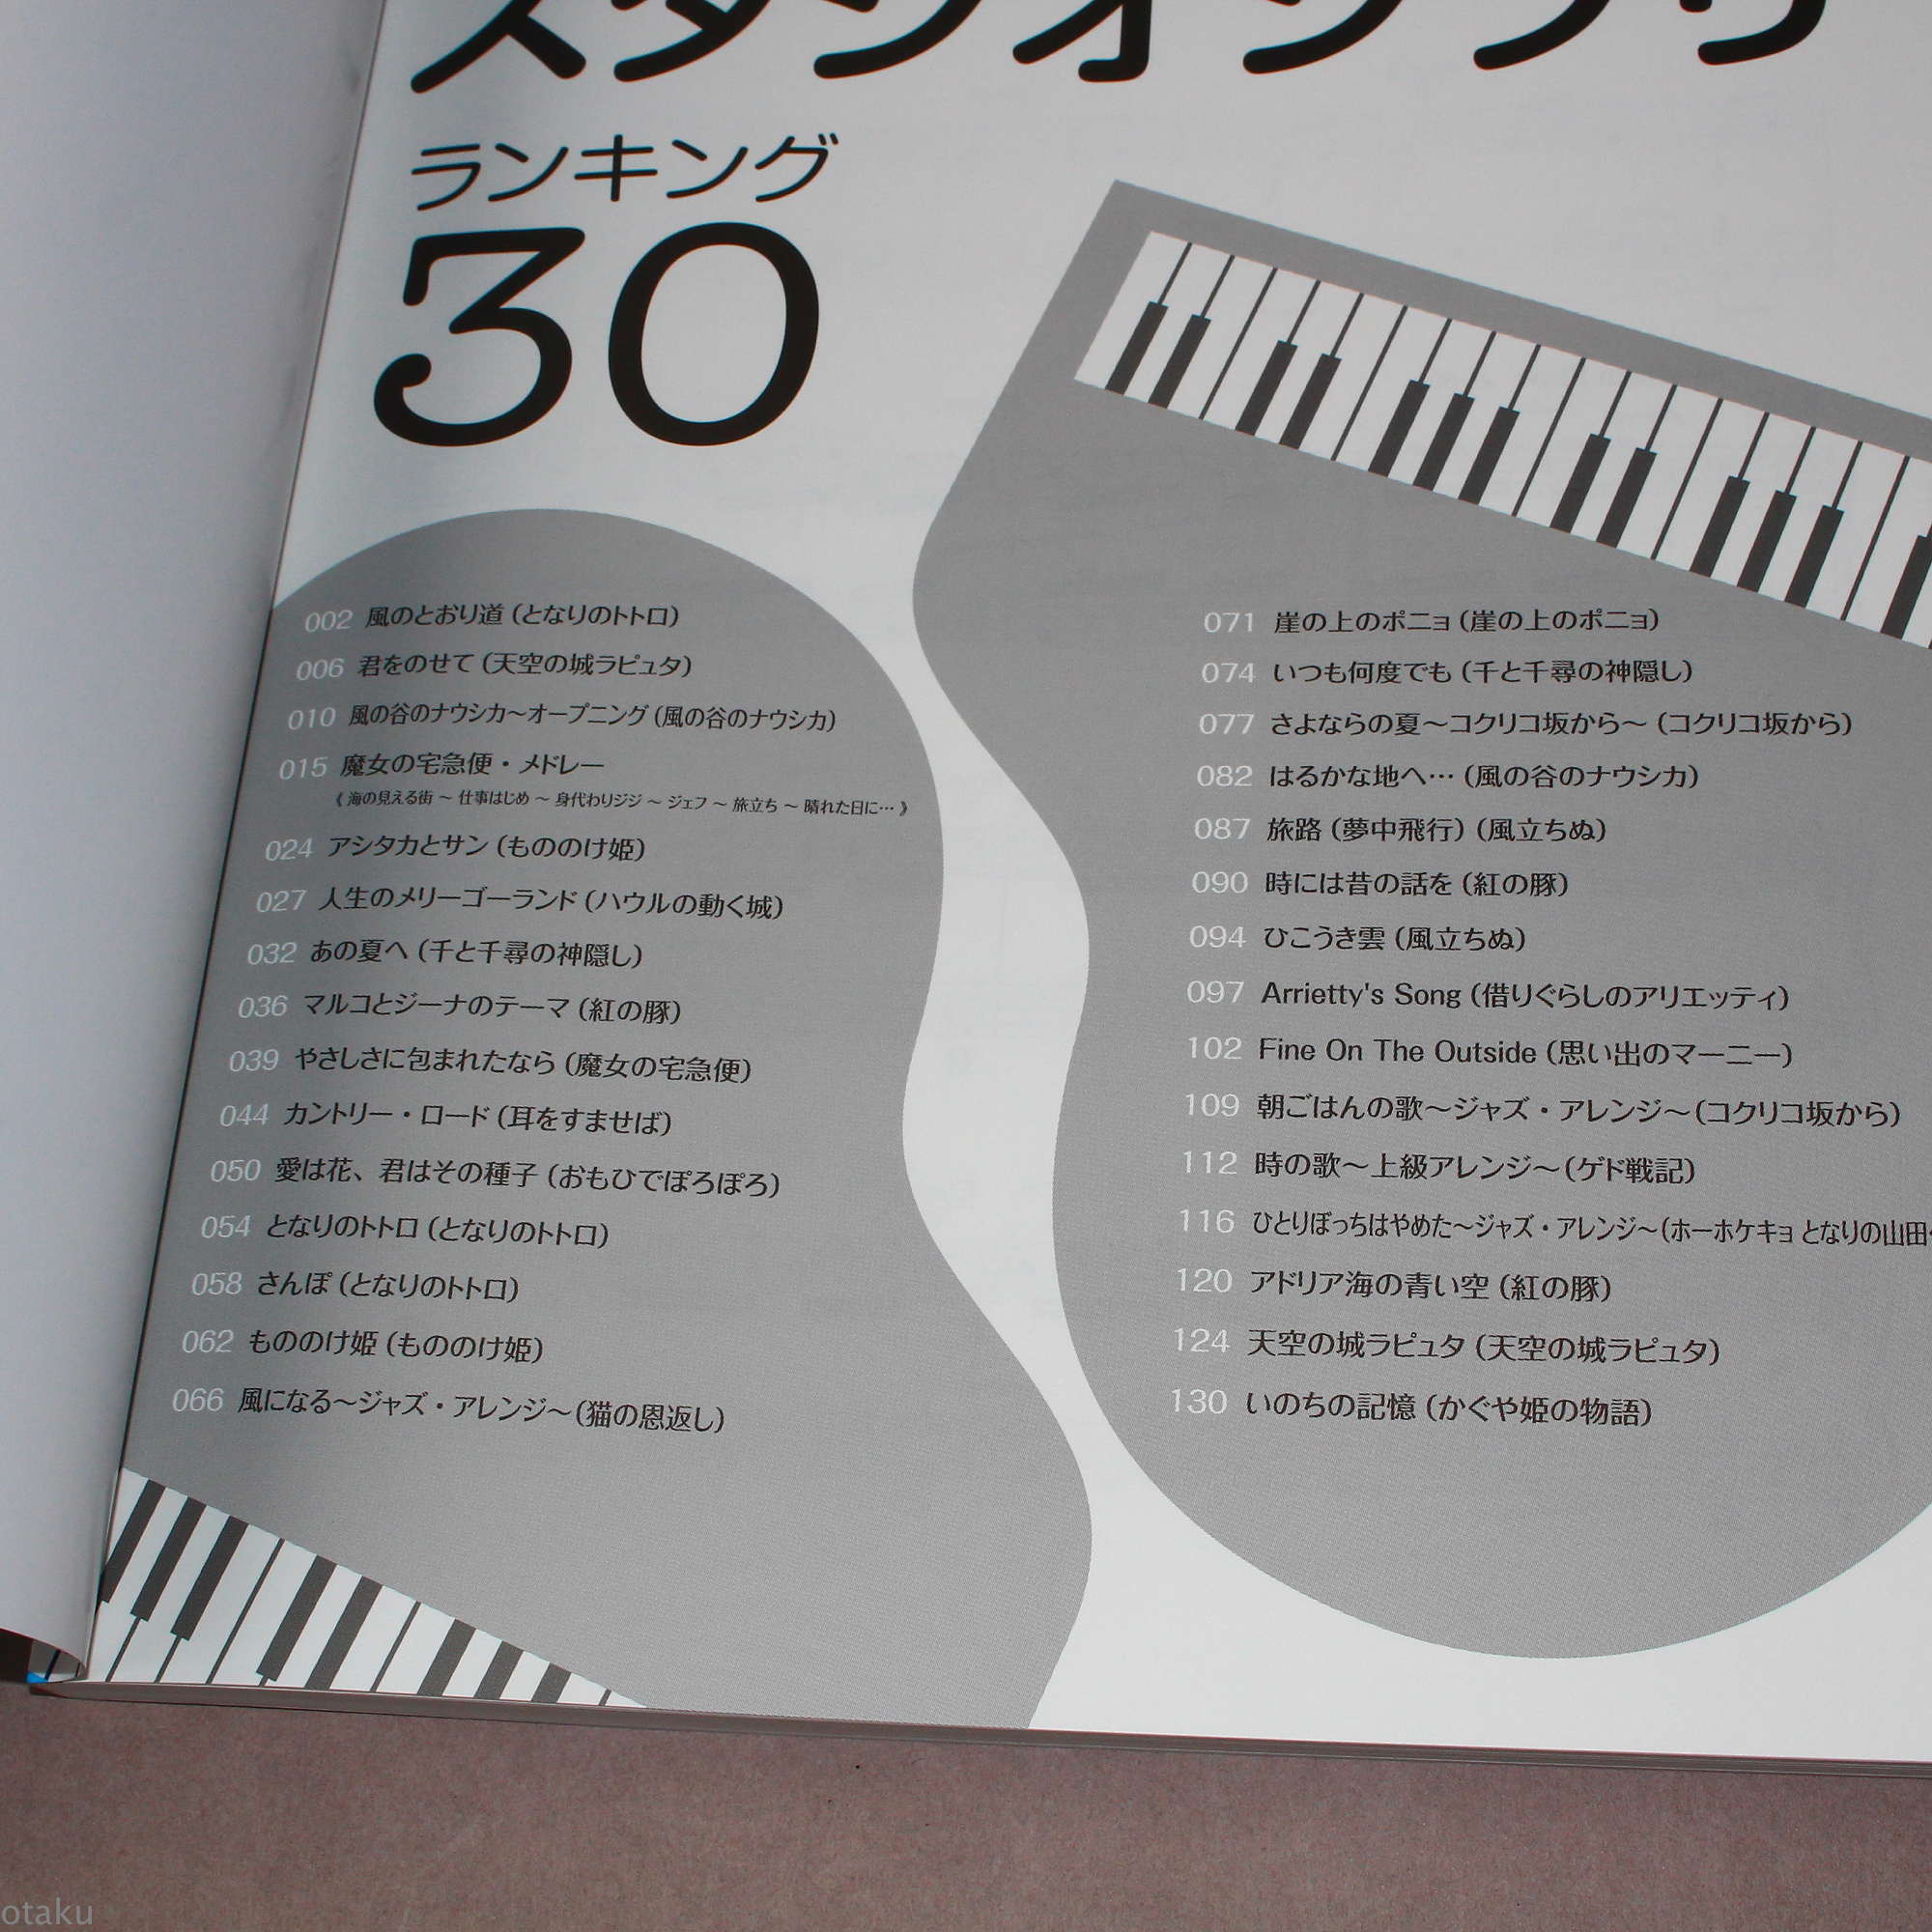 スタジオジブリ
ランキング
30
002 風のとおり道（となりのトトロ）
006 君をのせて（天空の城ラピュタ）
010 風の谷のナウシカ～オープニング（風の谷のナウシカ）
015 魔女の宅急便・メドレー
《 海の見える街 ～ 仕事はじめ ～ 身代わりジジ ～ ジェフ ～ 旅立ち ～ 晴れた日に… 》
024 アシタカとサン（もののけ姫）
027 人生のメリーゴーランド（ハウルの動く城）
032 あの夏へ（千と千尋の神隠し）
036 マルコとジーナのテーマ（紅の豚）
039 やさしさに包まれたなら（魔女の宅急便）
044 カントリー・ロード（耳をすませば）
050 愛は花、君はその種子（おもひでぽろぽろ）
054 となりのトトロ（となりのトトロ）
058 さんぽ（となりのトトロ）
062 もののけ姫（もののけ姫）
066 風になる～ジャズ・アレンジ～（猫の恩返し）
071 崖の上のポニョ（崖の上のポニョ）
074 いつも何度でも（千と千尋の神隠し）
077 さよならの夏～コクリコ坂から～（コクリコ坂から）
082 はるかな地へ…（風の谷のナウシカ）
087 旅路（夢中飛行）（風立ちぬ）
090 時には昔の話を（紅の豚）
094 ひこうき雲（風立ちぬ）
097 Arrietty's Song（借りぐらしのアリエッティ）
102 Fine On The Outside（思い出のマーニー）
109 朝ごはんの歌～ジャズ・アレンジ～（コクリコ坂から）
112 時の歌～上級アレンジ～（ゲド戦記）
116 ひとりぼっちはやめた～ジャズ・アレンジ～（ホーホケキョ となりの山田
120 アドリア海の青い空（紅の豚）
124 天空の城ラピュタ（天空の城ラピュタ）
130 いのちの記憶（かぐや姫の物語）
otaku